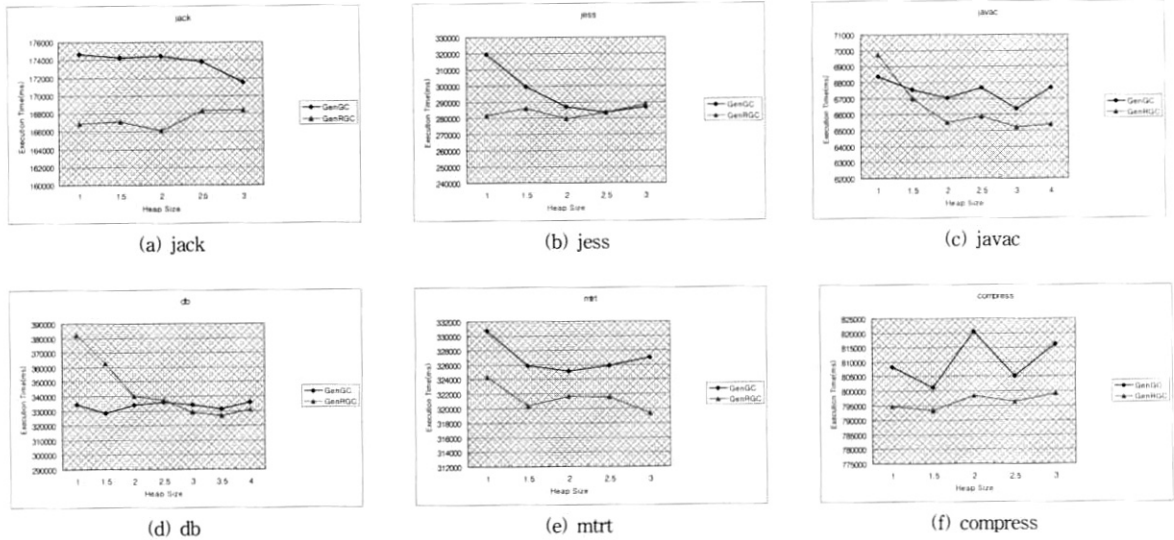 jack
176000
174000
172000
170000
168000
166000
164000
162000
160000
Execution Time(ms)
1 1.5 2 2.5 3
Heap Size
GenGC
GenRGC
(a) jack
jess
330000
320000
310000
300000
290000
280000
270000
260000
250000
240000
Execution Time(ms)
1 1.5 2 2.5 3
Heap Size
GenGC
GenRGC
(b) jess
javac
71000
70000
69000
68000
67000
66000
65000
64000
63000
62000
Execution Time(ms)
1 1.5 2 2.5 3 4
Heap Size
GenGC
GenRGC
(c) javac
db
390000
380000
370000
360000
350000
340000
330000
320000
310000
300000
290000
Execution Time(ms)
1 1.5 2 2.5 3 3.5 4
Heap Size
GenGC
GenRGC
(d) db
mtrt
332000
330000
328000
326000
324000
322000
320000
318000
316000
314000
312000
Execution Time(ms)
1 1.5 2 2.5 3
Heap Size
GenGC
GenRGC
(e) mtrt
compress
825000
820000
815000
810000
805000
800000
795000
790000
785000
780000
775000
Execution Time(ms)
1 1.5 2 2.5 3
Heap Size
GenGC
GenRGC
(f) compress